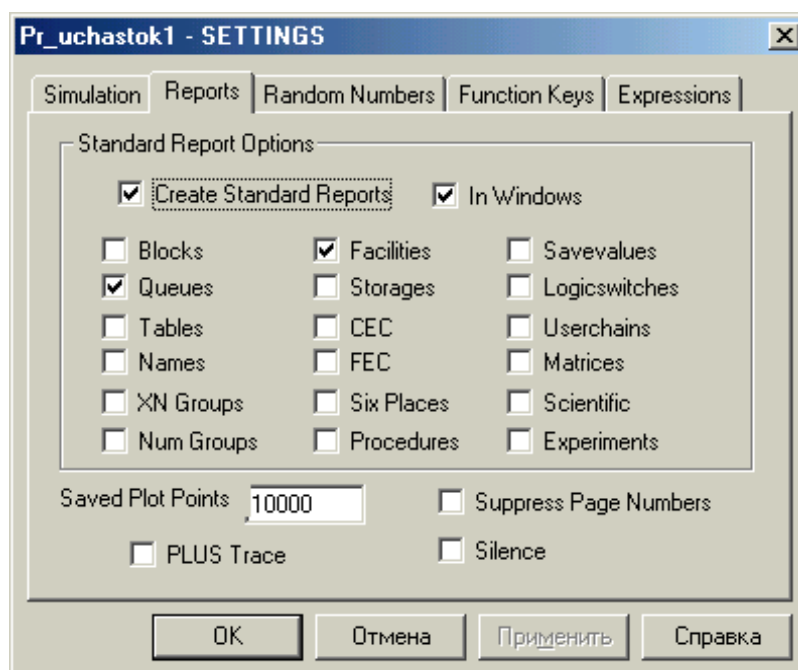 Pr_uchastok1 - SETTINGS
Simulation Reports Random Numbers Function Keys Expressions
Standard Report Options
Create Standard Reports In Windows
Blocks Facilities Savevalues
Queues Storages Logicswitches
Tables CEC Userchains
Names FEC Matrices
XN Groups Six Places Scientific
Num Groups Procedures Experiments
Saved Plot Points 10000 Suppress Page Numbers
PLUS Trace Silence
OK Отмена Применить Справка